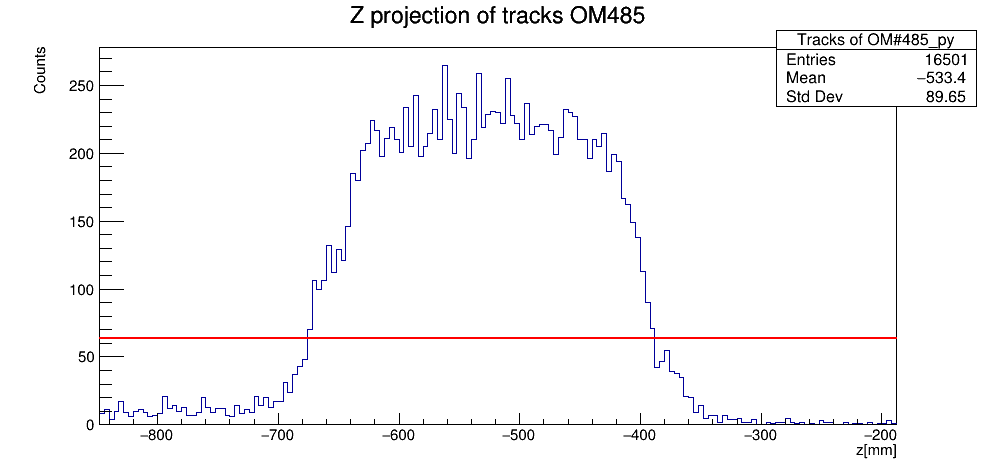 Z projection of tracks OM485
Tracks of OM#485_py
Entries 16501
Mean −533.4
Std Dev 89.65
Counts
250
200
150
100
50
0
−800 −700 −600 −500 −400 −300 −200
z[mm]